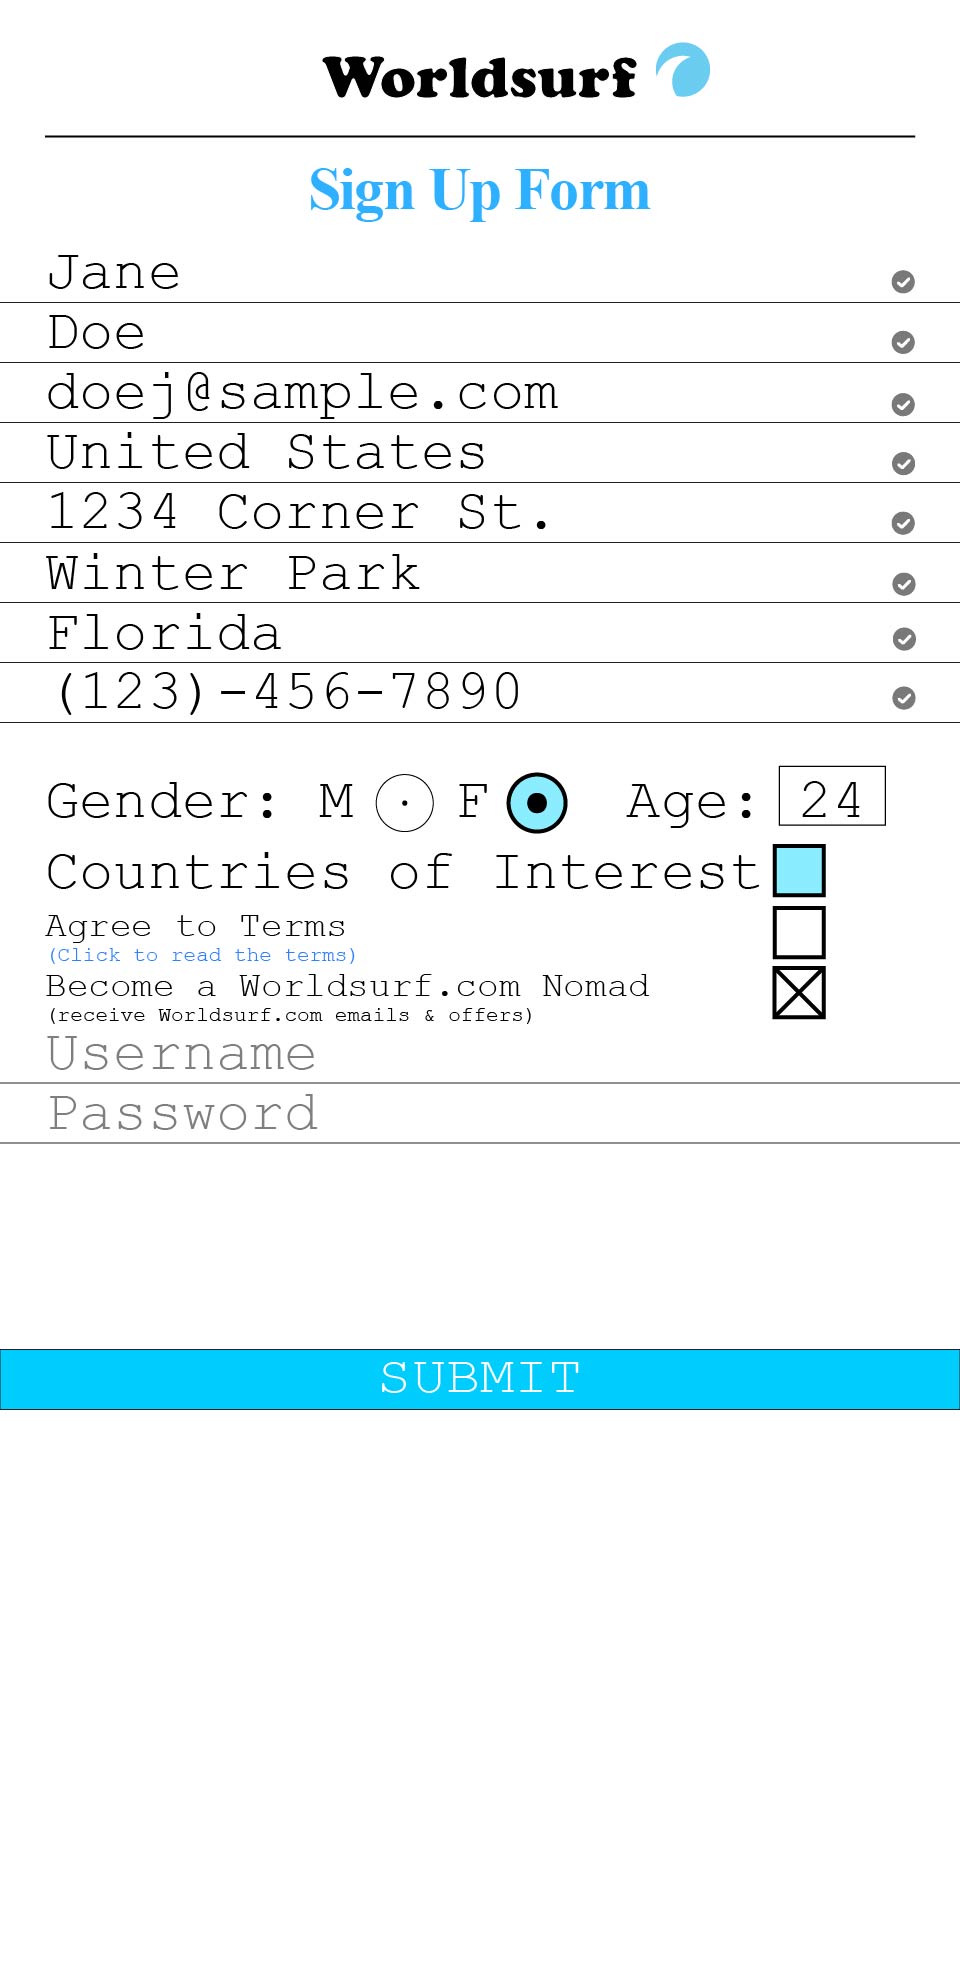 Worldsurf
Sign Up Form
Jane
Doe
doej@sample.com
United States
1234 Corner St.
Winter Park
Florida
(123)-456-7890
Gender: M F Age: 24
Countries of Interest
Agree to Terms
(Click to read the terms)
Become a Worldsurf.com Nomad
(receive Worldsurf.com emails & offers)
Username
Password
SUBMIT